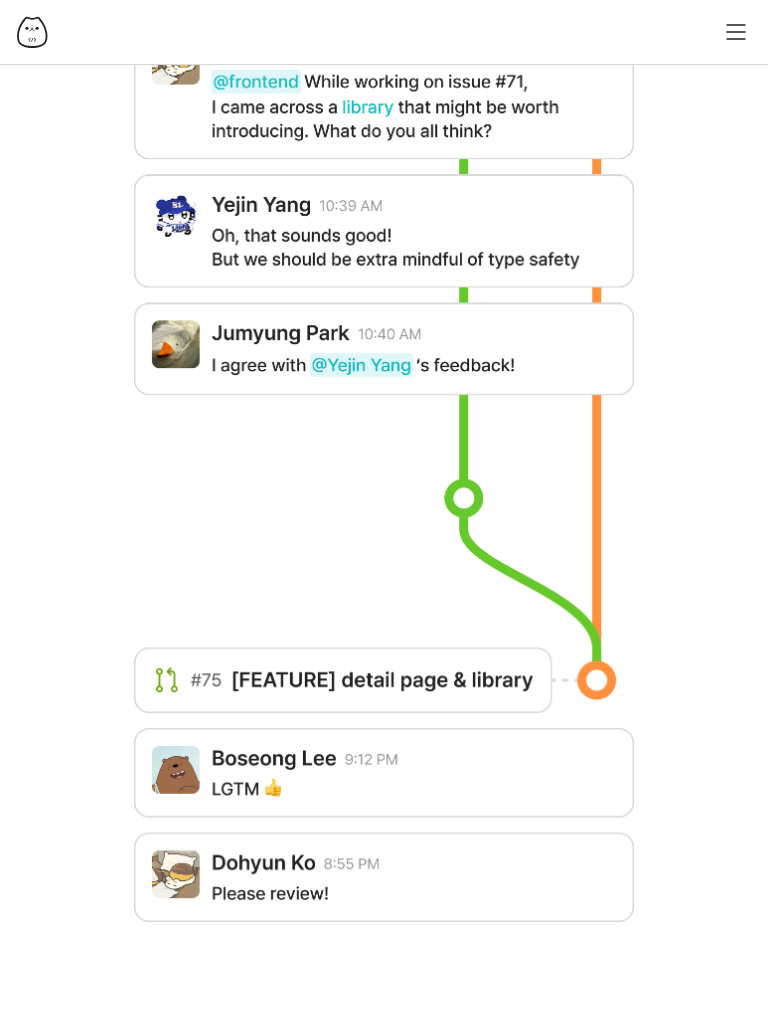 @frontend While working on issue #71,
I came across a library that might be worth
introducing. What do you all think?
Yejin Yang 10:39 AM
Oh, that sounds good!
But we should be extra mindful of type safety
Jumyung Park 10:40 AM
I agree with @Yejin Yang ‘s feedback!
#75 [FEATURE] detail page & library
Boseong Lee 9:12 PM
LGTM 👍
Dohyun Ko 8:55 PM
Please review!